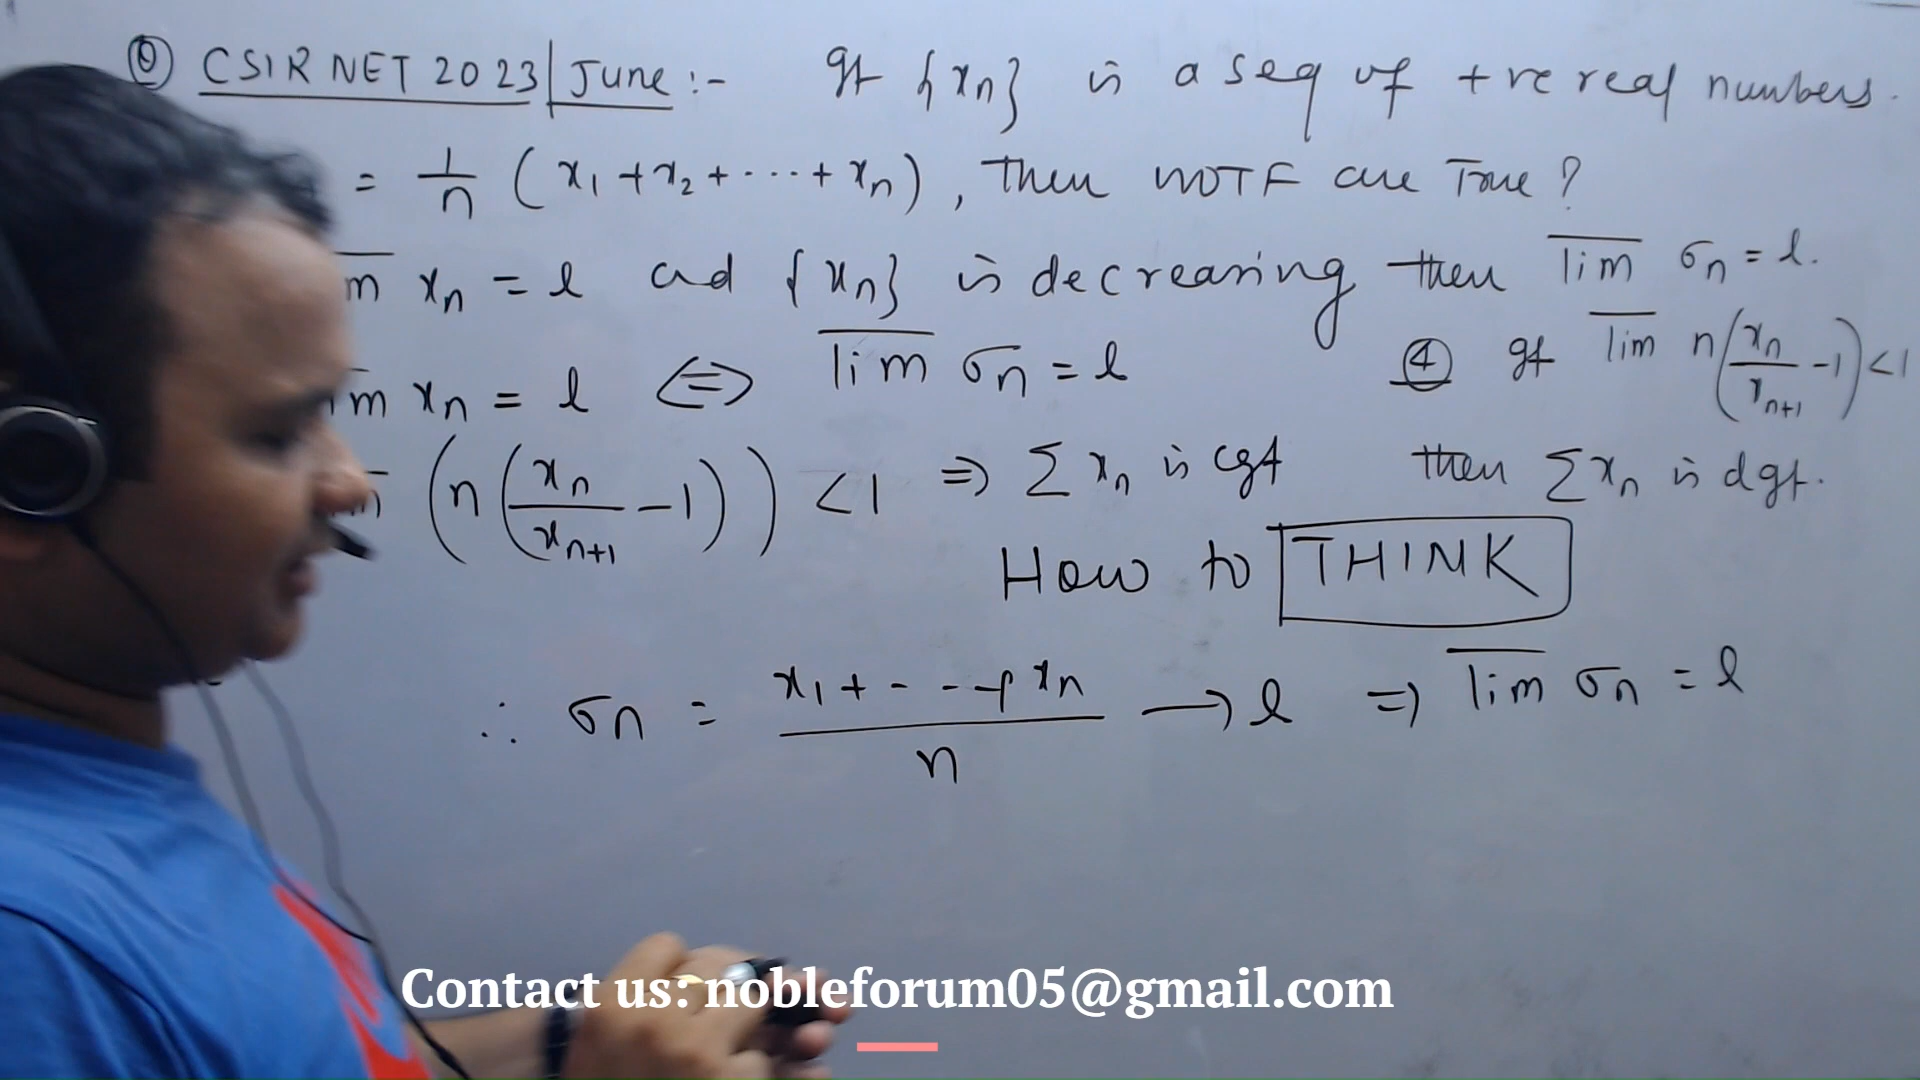 Q CSIR NET 2023 | June :- If {xn} is a seq of +ve real numbers.
= 1/n (x1 + x2 + ... + xn), Then WOTF are True?
m xn = l ad {xn} is decreasing then lim σn = l.
m xn = l <=> lim σn = l
④ If lim n(xn/xn+1 - 1) < 1
(n(xn/xn+1 - 1)) < 1 => Σ xn is cgt
then Σ xn is dgt.
How to THINK
∴ σn = x1 + - - + xn / n → l => lim σn = l
Contact us: nobleforum05@gmail.com